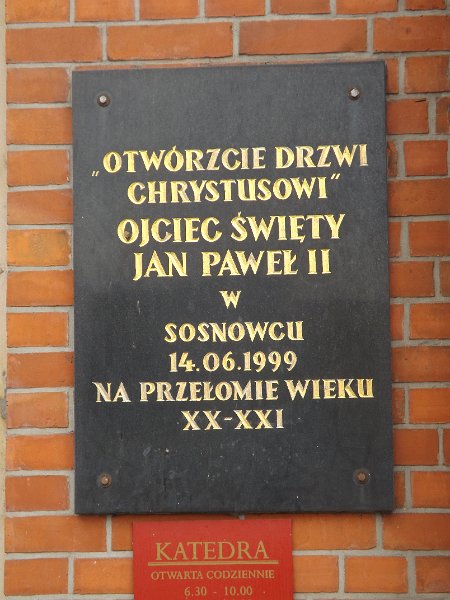 „OTWÓRZCIE DRZWI
CHRYSTUSOWI"
OJCIEC ŚWIĘTY
JAN PAWEŁ II
W
SOSNOWCU
14.06.1999
NA PRZEŁOMIE WIEKU
XX-XXI
KATEDRA
OTWARTA CODZIENNIE
6.30 - 10.00